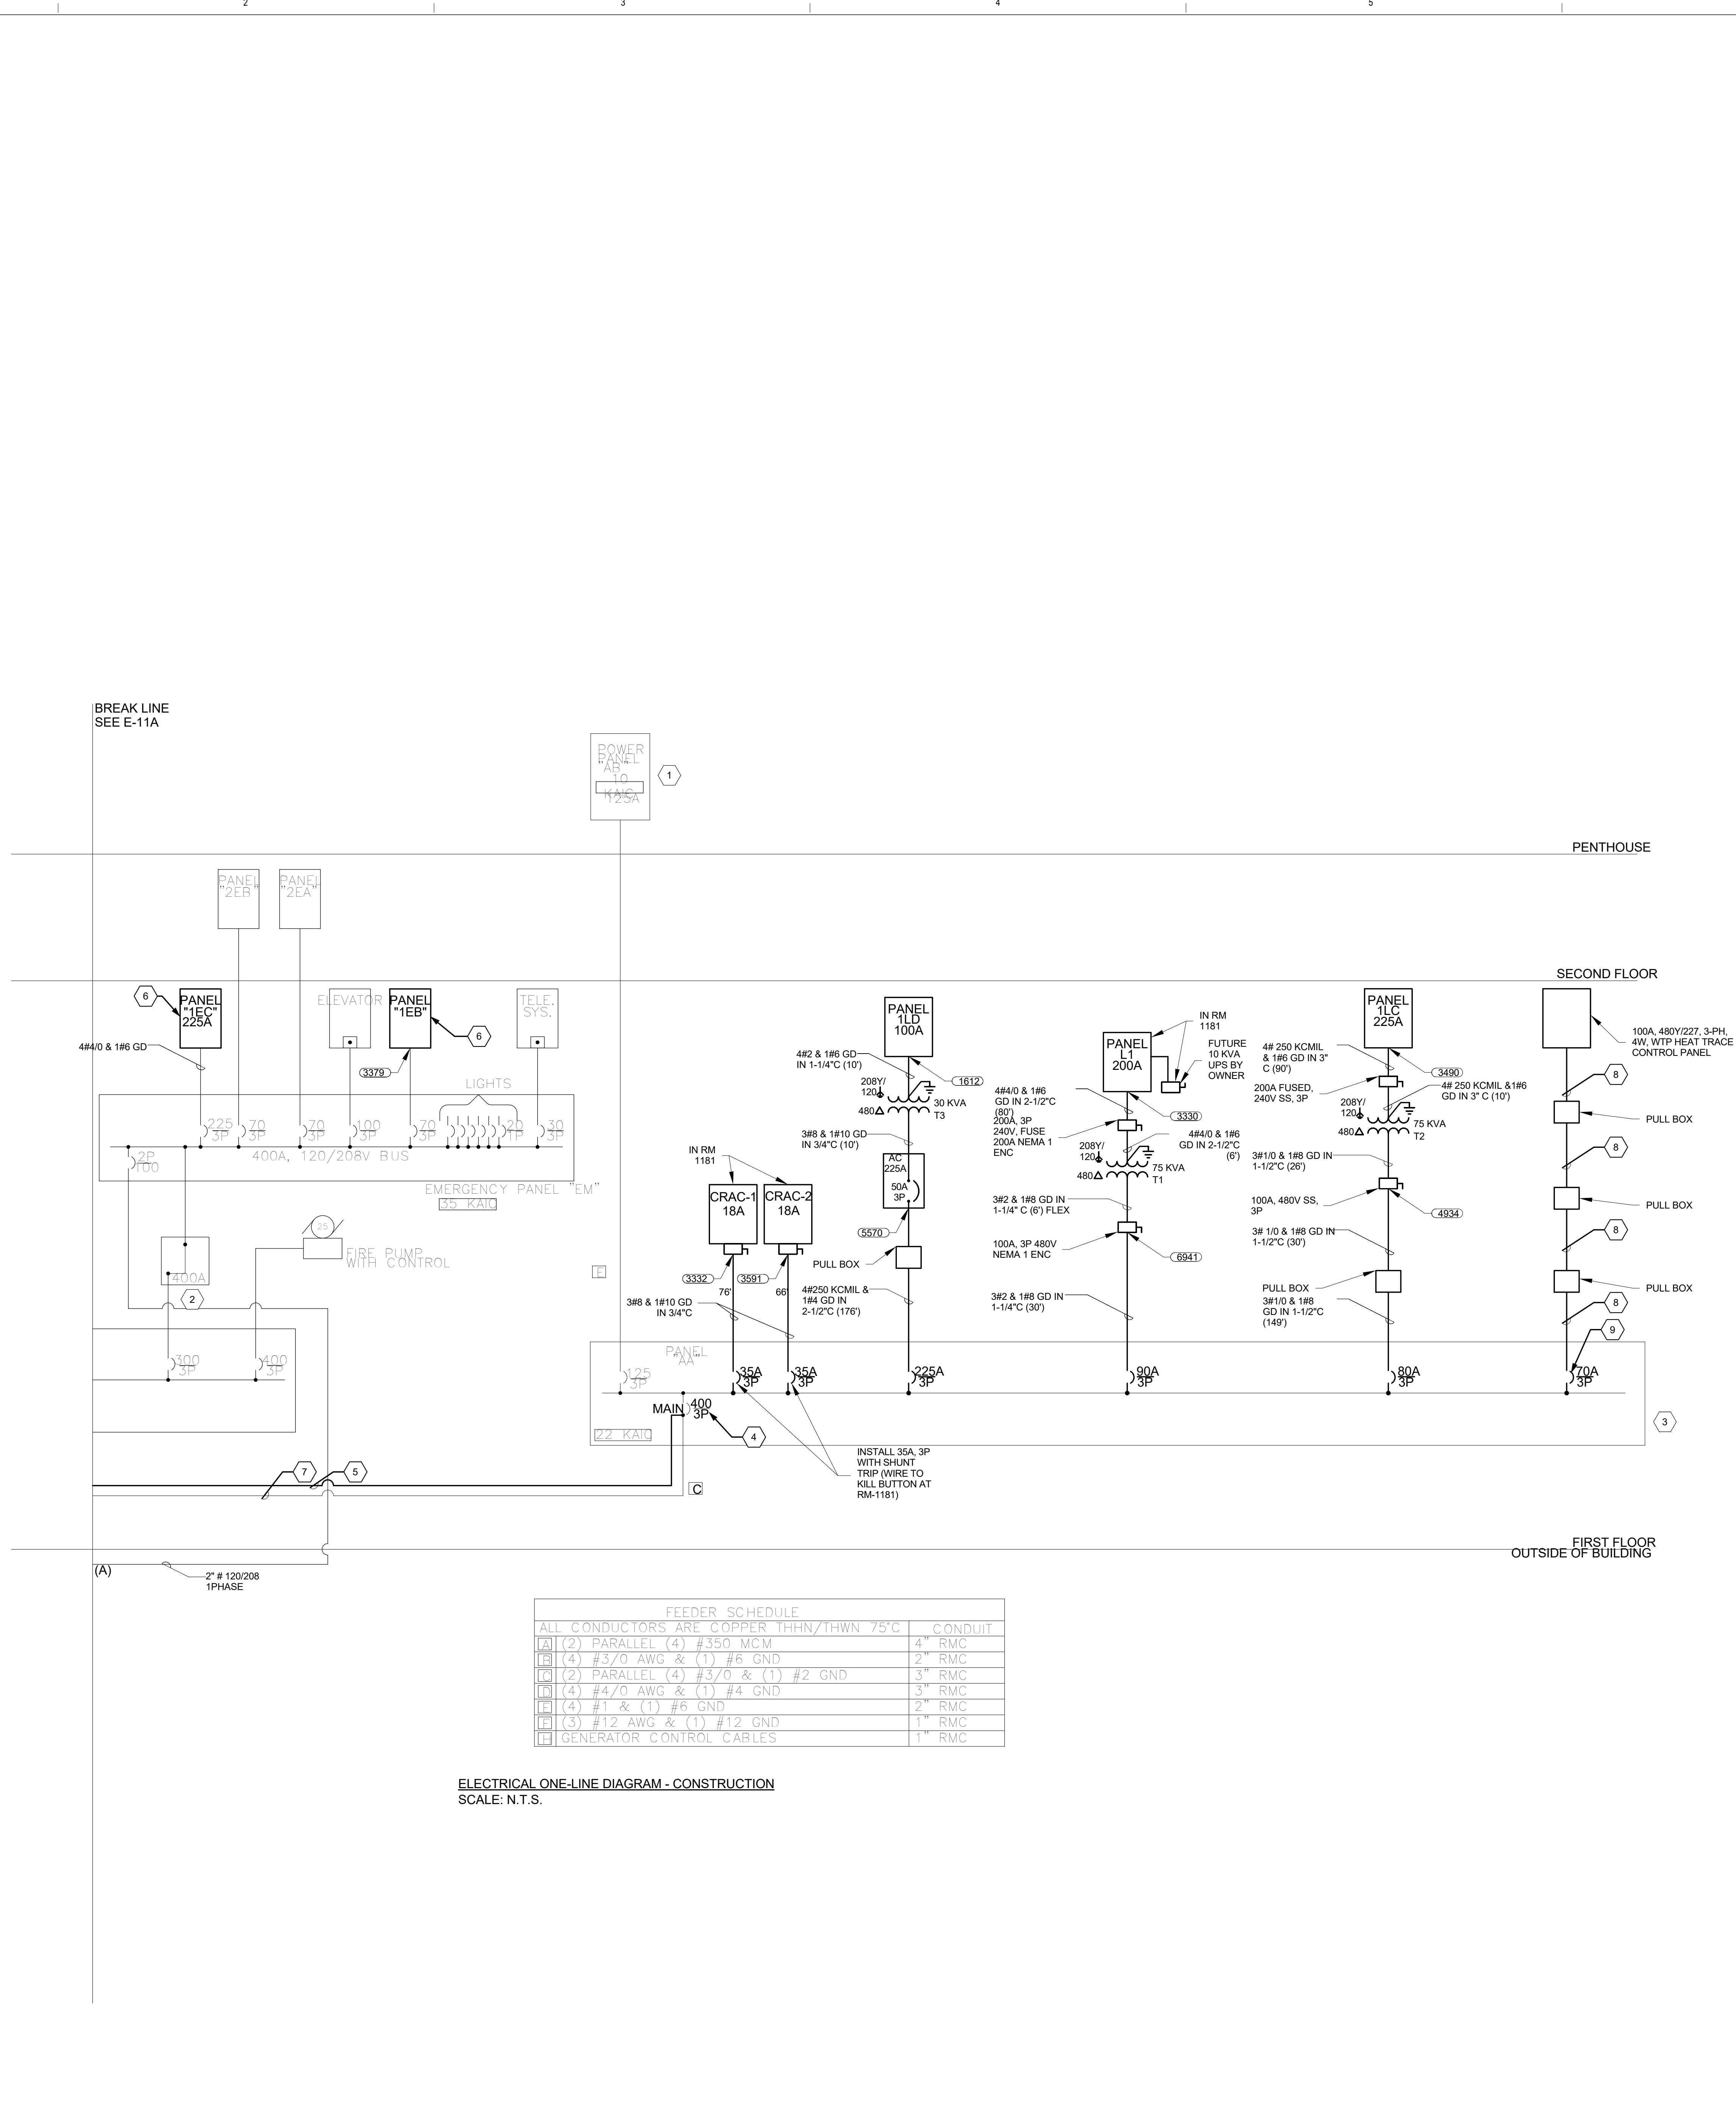 2
3
4
5
BREAK LINE
SEE E-11A
POWER
PANEL
"AB"
10
KAIC
125A
1
PENTHOUSE
PANEL
"2EB"
PANEL
"2EA"
SECOND FLOOR
6
PANEL
"1EC"
225A
4#4/0 & 1#6 GD
ELEVATOR
PANEL
"1EB"
6
3379
TELE.
SYS.
LIGHTS
225
3P
70
3P
70
3P
100
3P
70
3P
20
1P
30
3P
2P
100
400A, 120/208V BUS
EMERGENCY PANEL "EM"
35 KAIC
25
FIRE PUMP
WITH CONTROL
400A
2
300
3P
400
3P
E
IN RM
1181
CRAC-1
18A
CRAC-2
18A
3332
3591
76'
66'
3#8 & 1#10 GD
IN 3/4"C
PANEL
1LD
100A
4#2 & 1#6 GD
IN 1-1/4"C (10')
1612
208Y/
120
480
30 KVA
T3
3#8 & 1#10 GD
IN 3/4"C (10')
AC
225A
50A
3P
5570
PULL BOX
4#250 KCMIL &
1#4 GD IN
2-1/2"C (176')
PANEL
L1
200A
IN RM
1181
FUTURE
10 KVA
UPS BY
OWNER
4#4/0 & 1#6
GD IN 2-1/2"C
(80')
200A, 3P
240V, FUSE
200A NEMA 1
ENC
3330
4#4/0 & 1#6
GD IN 2-1/2"C
(6')
208Y/
120
480
75 KVA
T1
3#2 & 1#8 GD IN
1-1/4" C (6') FLEX
100A, 3P 480V
NEMA 1 ENC
6941
3#2 & 1#8 GD IN
1-1/4"C (30')
PANEL
1LC
225A
4# 250 KCMIL
& 1#6 GD IN 3"
C (90')
3490
200A FUSED,
240V SS, 3P
4# 250 KCMIL &1#6
GD IN 3" C (10')
208Y/
120
480
75 KVA
T2
3#1/0 & 1#8 GD IN
1-1/2"C (26')
100A, 480V SS,
3P
4934
3# 1/0 & 1#8 GD IN
1-1/2"C (30')
PULL BOX
3#1/0 & 1#8
GD IN 1-1/2"C
(149')
100A, 480Y/227, 3-PH,
4W, WTP HEAT TRACE
CONTROL PANEL
8
PULL BOX
8
PULL BOX
8
PULL BOX
8
9
PANEL
"AA"
125
3P
35A
3P
35A
3P
225A
3P
90A
3P
80A
3P
70A
3P
MAIN
400
3P
4
22 KAIC
3
INSTALL 35A, 3P
WITH SHUNT
TRIP (WIRE TO
KILL BUTTON AT
RM-1181)
7
5
C
FIRST FLOOR
OUTSIDE OF BUILDING
(A)
2" # 120/208
1PHASE
FEEDER SCHEDULE
ALL CONDUCTORS ARE COPPER THHN/THWN 75°C CONDUIT
A (2) PARALLEL (4) #350 MCM 4" RMC
B (4) #3/0 AWG & (1) #6 GND 2" RMC
C (2) PARALLEL (4) #3/0 & (1) #2 GND 3" RMC
D (4) #4/0 AWG & (1) #4 GND 3" RMC
E (4) #1 & (1) #6 GND 2" RMC
F (3) #12 AWG & (1) #12 GND 1" RMC
H GENERATOR CONTROL CABLES 1" RMC
ELECTRICAL ONE-LINE DIAGRAM - CONSTRUCTION
SCALE: N.T.S.